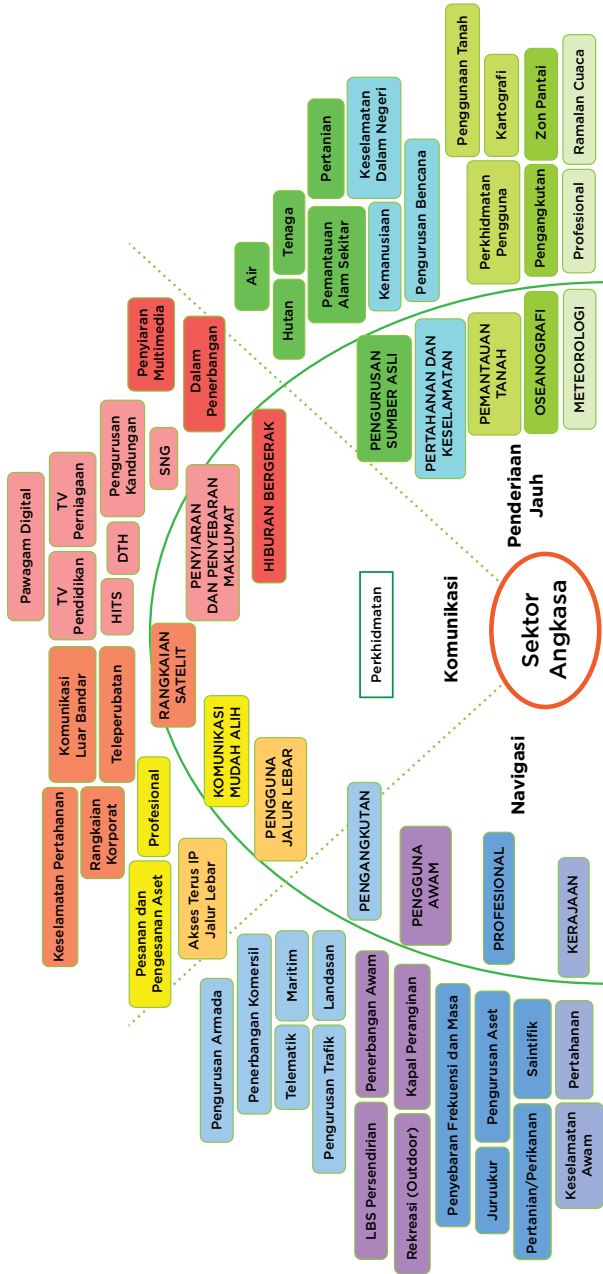 Pawagam Digital
TV
Pendidikan
TV
Perniagaan
HITS
DTH
Pengurusan
Kandungan
SNG
PENYIARAN
DAN PENYEBARAN
MAKLUMAT
Keselamatan Pertahanan
Komunikasi
Luar Bandar
Rangkaian
Korporat
Teleperubatan
RANGKAIAN
SATELIT
Pesanan dan
Pengesanan Aset
Profesional
KOMUNIKASI
MUDAH ALIH
Akses Terus IP
Jalur Lebar
PENGGUNA
JALUR LEBAR
Penyiaran
Multimedia
Dalam
Penerbangan
HIBURAN BERGERAK
Pengurusan Armada
Penerbangan Komersil
Telematik
Maritim
Pengurusan Trafik
Landasan
PENGANGKUTAN
LBS Persendirian
Penerbangan Awam
Rekreasi (Outdoor)
Kapal Peranginan
PENGGUNA
AWAM
Penyebaran Frekuensi dan Masa
Juruukur
Pengurusan Aset
Pertanian/Perikanan
Saintifik
PROFESIONAL
Keselamatan
Awam
Pertahanan
KERAJAAN
Air
Hutan
Tenaga
Pemantauan
Alam Sekitar
Pertanian
PENGURUSAN
SUMBER ASLI
Kemanusiaan
Keselamatan
Dalam Negeri
Pengurusan Bencana
PERTAHANAN DAN
KESELAMATAN
Perkhidmatan
Pengguna
Penggunaan Tanah
Kartografi
PEMANTAUAN
TANAH
Pengangkutan
Zon Pantai
OSEANOGRAFI
Profesional
Ramalan Cuaca
METEOROLOGI
Perkhidmatan
Navigasi
Komunikasi
Penderiaan
Jauh
Sektor
Angkasa